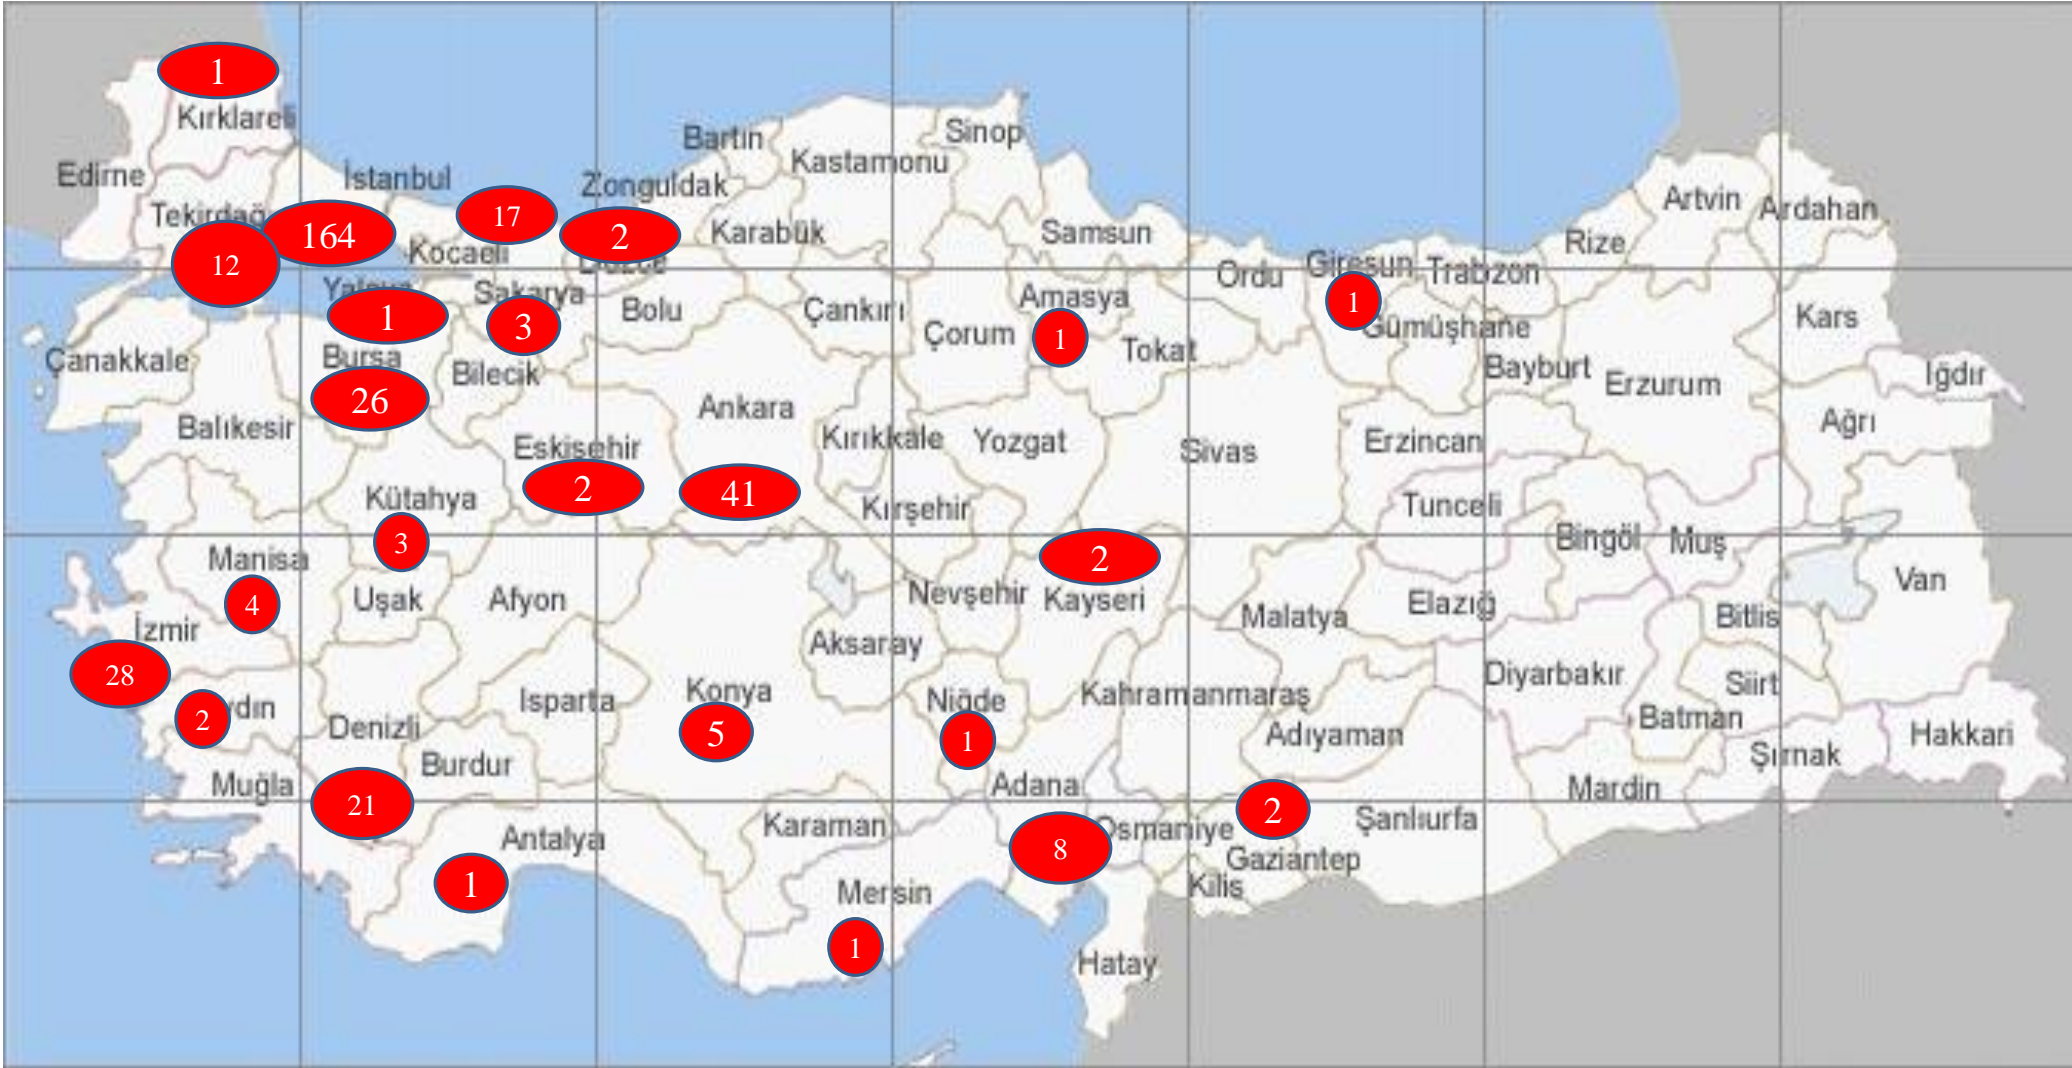 1
Kırklareli
Edirne
Tekirdağ
12
İstanbul
164
17
Kocaeli
Zonguldak
2
Düzce
Bartın
Karabük
Kastamonu
Sinop
Samsun
Ordu
Giresun
1
Trabzon
Rize
Artvin
Ardahan
Yalova
1
Sakarya
3
Bolu
Çankırı
Çorum
Amasya
1
Tokat
Gümüşhane
Bayburt
Erzurum
Kars
Iğdır
Çanakkale
Bursa
26
Bilecik
Balıkesir
Eskişehir
2
Ankara
41
Kırıkkale
Yozgat
Sivas
Erzincan
Ağrı
Kütahya
3
Kırşehir
Tunceli
Bingöl
Muş
Manisa
4
Uşak
Afyon
Nevşehir
2
Kayseri
Malatya
Elazığ
Bitlis
Van
İzmir
28
Aksaray
Konya
5
Niğde
1
Isparta
Kahramanmaraş
Diyarbakır
Siirt
Batman
2
ydın
Denizli
Burdur
Adıyaman
Şırnak
Hakkari
Muğla
21
Adana
8
Mardin
Antalya
1
Karaman
Osmaniye
2
Gaziantep
Şanlıurfa
Kilis
Mersin
1
Hatay